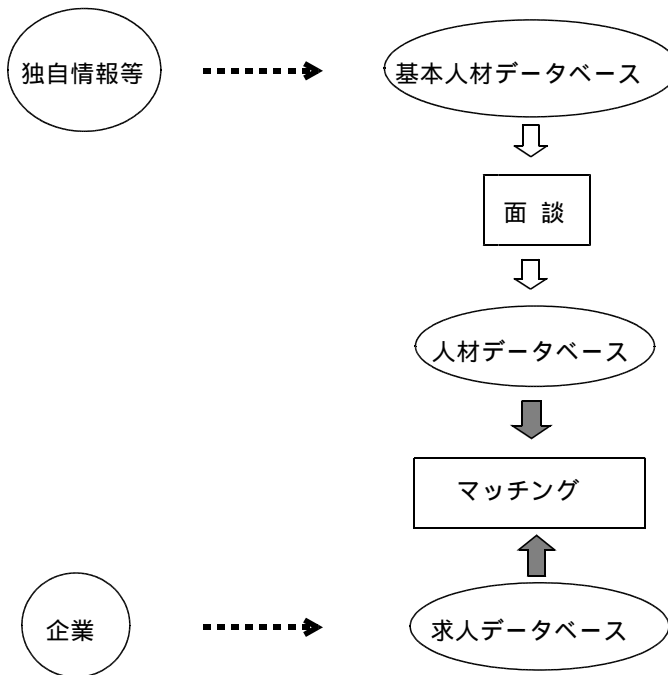 独自情報等
基本人材データベース
面 談
人材データベース
マッチング
企業
求人データベース